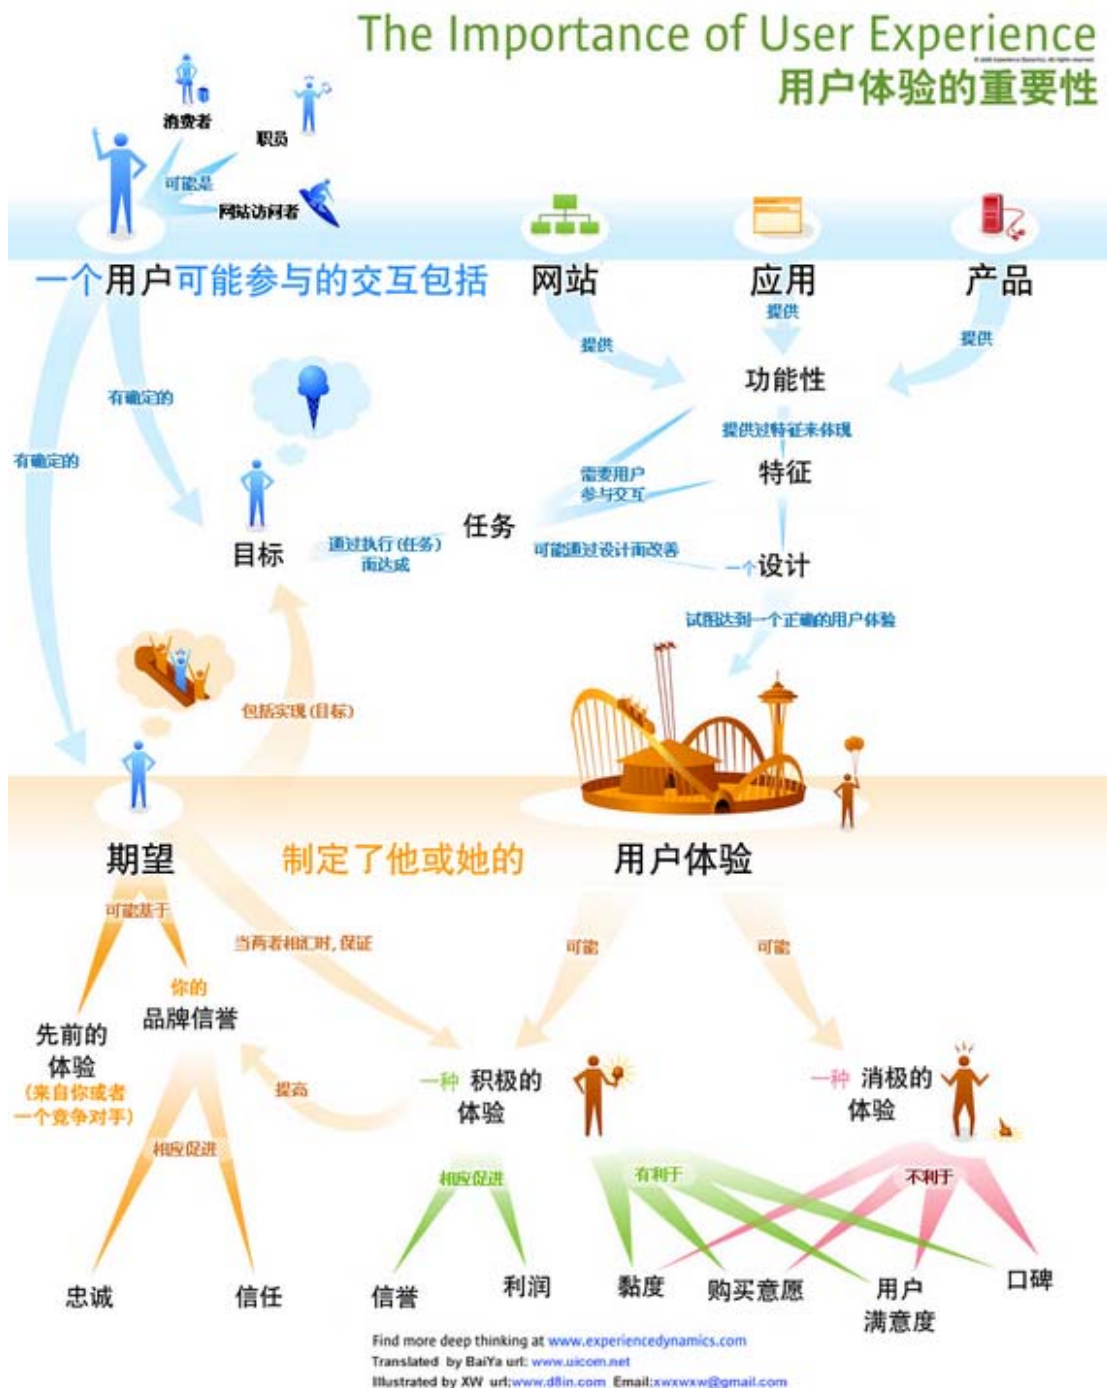 The Importance of User Experience
用户体验的重要性
消费者
职员
可能是
网站访问者
一个用户可能参与的交互包括
网站
应用
产品
提供
提供
提供
功能性
有确定的
提供过特征来体现
有确定的
特征
需要用户
参与交互
任务
目标
通过执行(任务)
而达成
可能通过设计而改善
一个设计
试图达到一个正确的用户体验
包括实现(目标)
期望
制定了他或她的
用户体验
可能基于
当两者相汇时,保证
可能
可能
你的
品牌信誉
先前的
体验
(来自你或者
一个竞争对手)
提高
一种 积极的
体验
一种 消极的
体验
相应促进
相应促进
有利于
不利于
忠诚
信任
信誉
利润
黏度
购买意愿
用户
满意度
口碑
Find more deep thinking at www.experiencedynamics.com
Translated by BaiYa url: www.uicom.net
Illustrated by XW url:www.d8in.com Email:xwxwxw@gmail.com